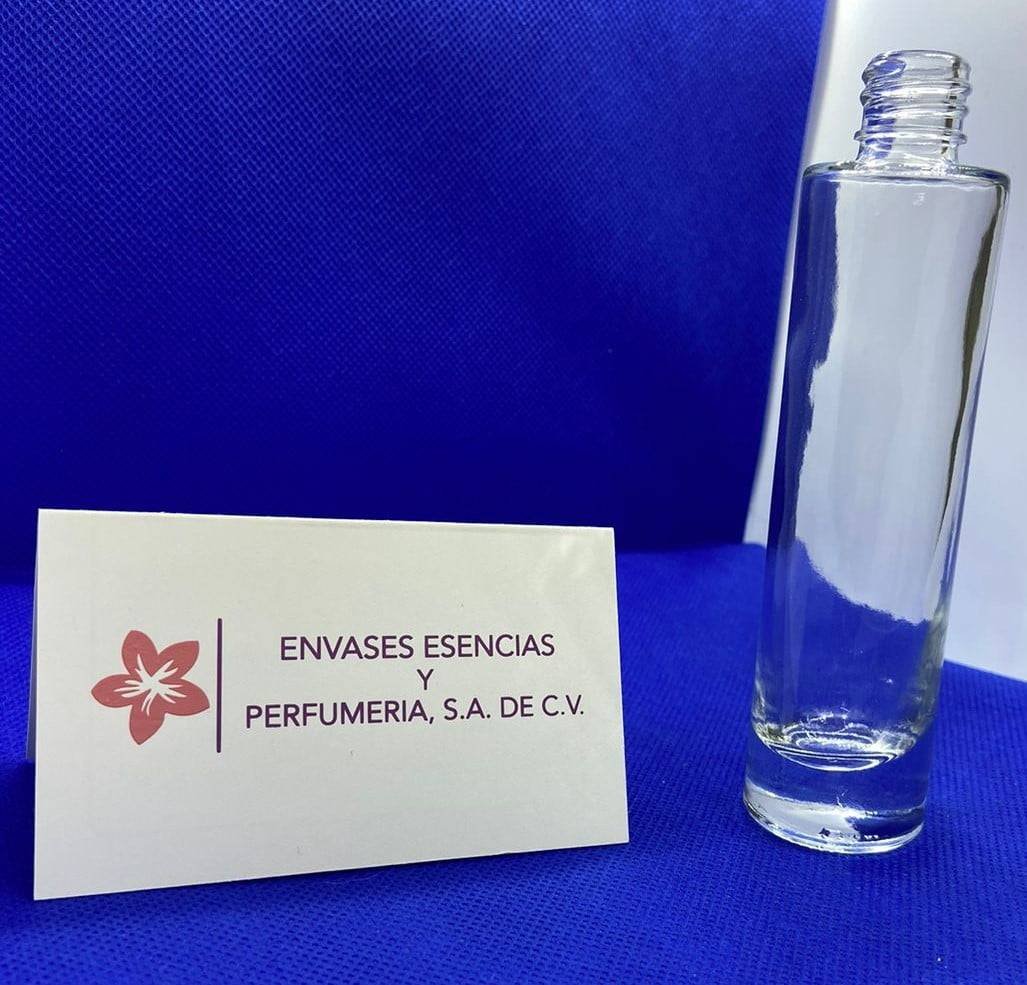 ENVASES ESENCIAS
Y
PERFUMERIA, S.A. DE C.V.